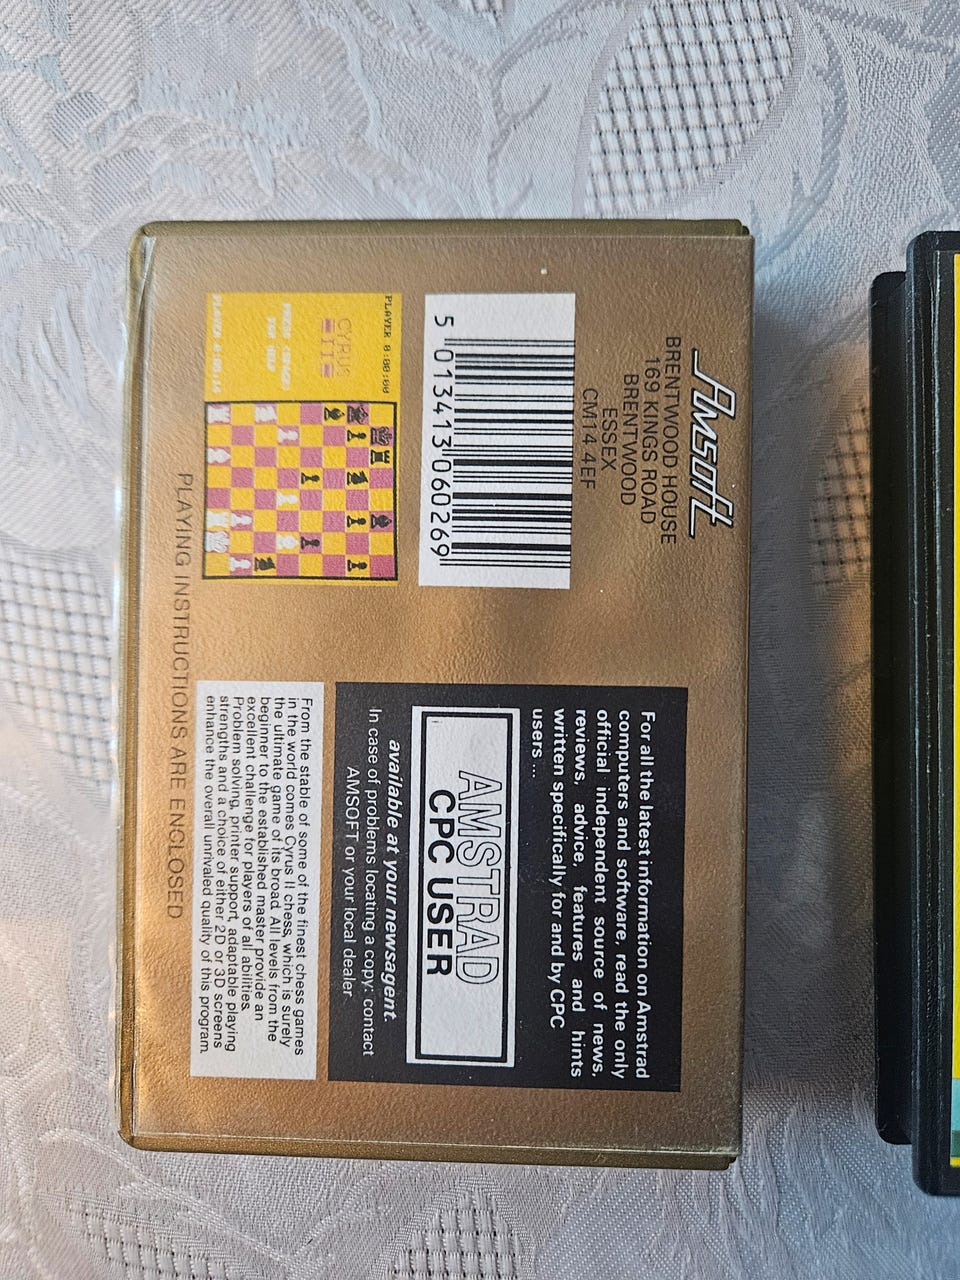 Amsoft
BRENTWOOD HOUSE
169 KINGS ROAD
BRENTWOOD
ESSEX
CM14 4EF
5 013413 060269
PLAYER 0:00:00
CYRUS
II
For all the latest information on Amstrad
computers and software, read the only
official independent source of news,
reviews, advice, features and hints
written specifically for and by CPC
users ...
AMSTRAD
CPC USER
available at your newsagent.
In case of problems locating a copy: contact
AMSOFT or your local dealer
From the stable of some of the finest chess games
in the world comes Cyrus II chess, which is surely
the ultimate game of its broad. All levels from the
beginner to the established master provide an
excellent challenge for players of all abilities.
Problem solving, printer support, adaptable playing
strengths and a choice of either 2D or 3D screens
enhance the overall unrivaled quality of this program.
PLAYING INSTRUCTIONS ARE ENCLOSED